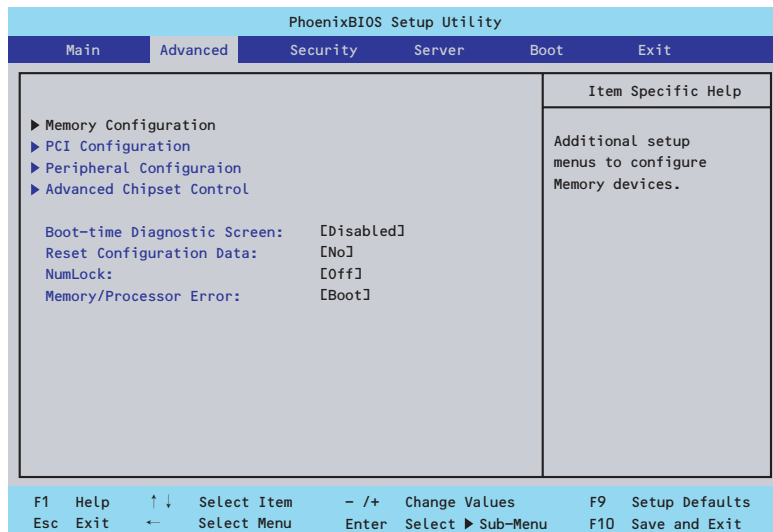 PhoenixBIOS Setup Utility
Main Advanced Security Server Boot Exit
Item Specific Help
▶ Memory Configuration
▶ PCI Configuration
▶ Peripheral Configuraion
▶ Advanced Chipset Control
Additional setup
menus to configure
Memory devices.
Boot-time Diagnostic Screen: [Disabled]
Reset Configuration Data: [No]
NumLock: [Off]
Memory/Processor Error: [Boot]
F1 Help ↑↓ Select Item - /+ Change Values F9 Setup Defaults
Esc Exit ← Select Menu Enter Select ▶ Sub-Menu F10 Save and Exit